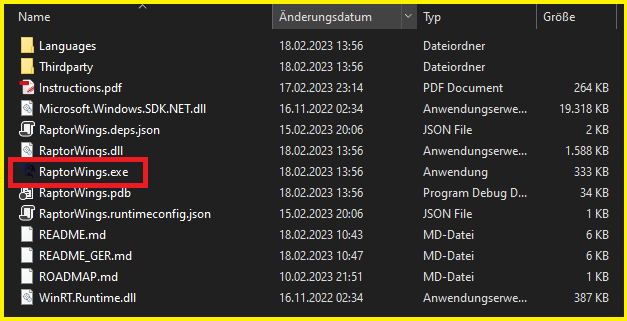 Name Änderungsdatum Typ Größe
Languages 18.02.2023 13:56 Dateiordner
Thirdparty 18.02.2023 13:56 Dateiordner
Instructions.pdf 17.02.2023 23:14 PDF Document 264 KB
Microsoft.Windows.SDK.NET.dll 16.11.2022 02:34 Anwendungserwe... 19.318 KB
RaptorWings.deps.json 15.02.2023 20:06 JSON File 2 KB
RaptorWings.dll 18.02.2023 13:56 Anwendungserwe... 1.588 KB
RaptorWings.exe 18.02.2023 13:56 Anwendung 333 KB
RaptorWings.pdb 18.02.2023 13:56 Program Debug D... 34 KB
RaptorWings.runtimeconfig.json 15.02.2023 20:06 JSON File 1 KB
README.md 18.02.2023 10:43 MD-Datei 6 KB
README_GER.md 18.02.2023 10:47 MD-Datei 6 KB
ROADMAP.md 10.02.2023 21:51 MD-Datei 1 KB
WinRT.Runtime.dll 16.11.2022 02:34 Anwendungserwe... 387 KB